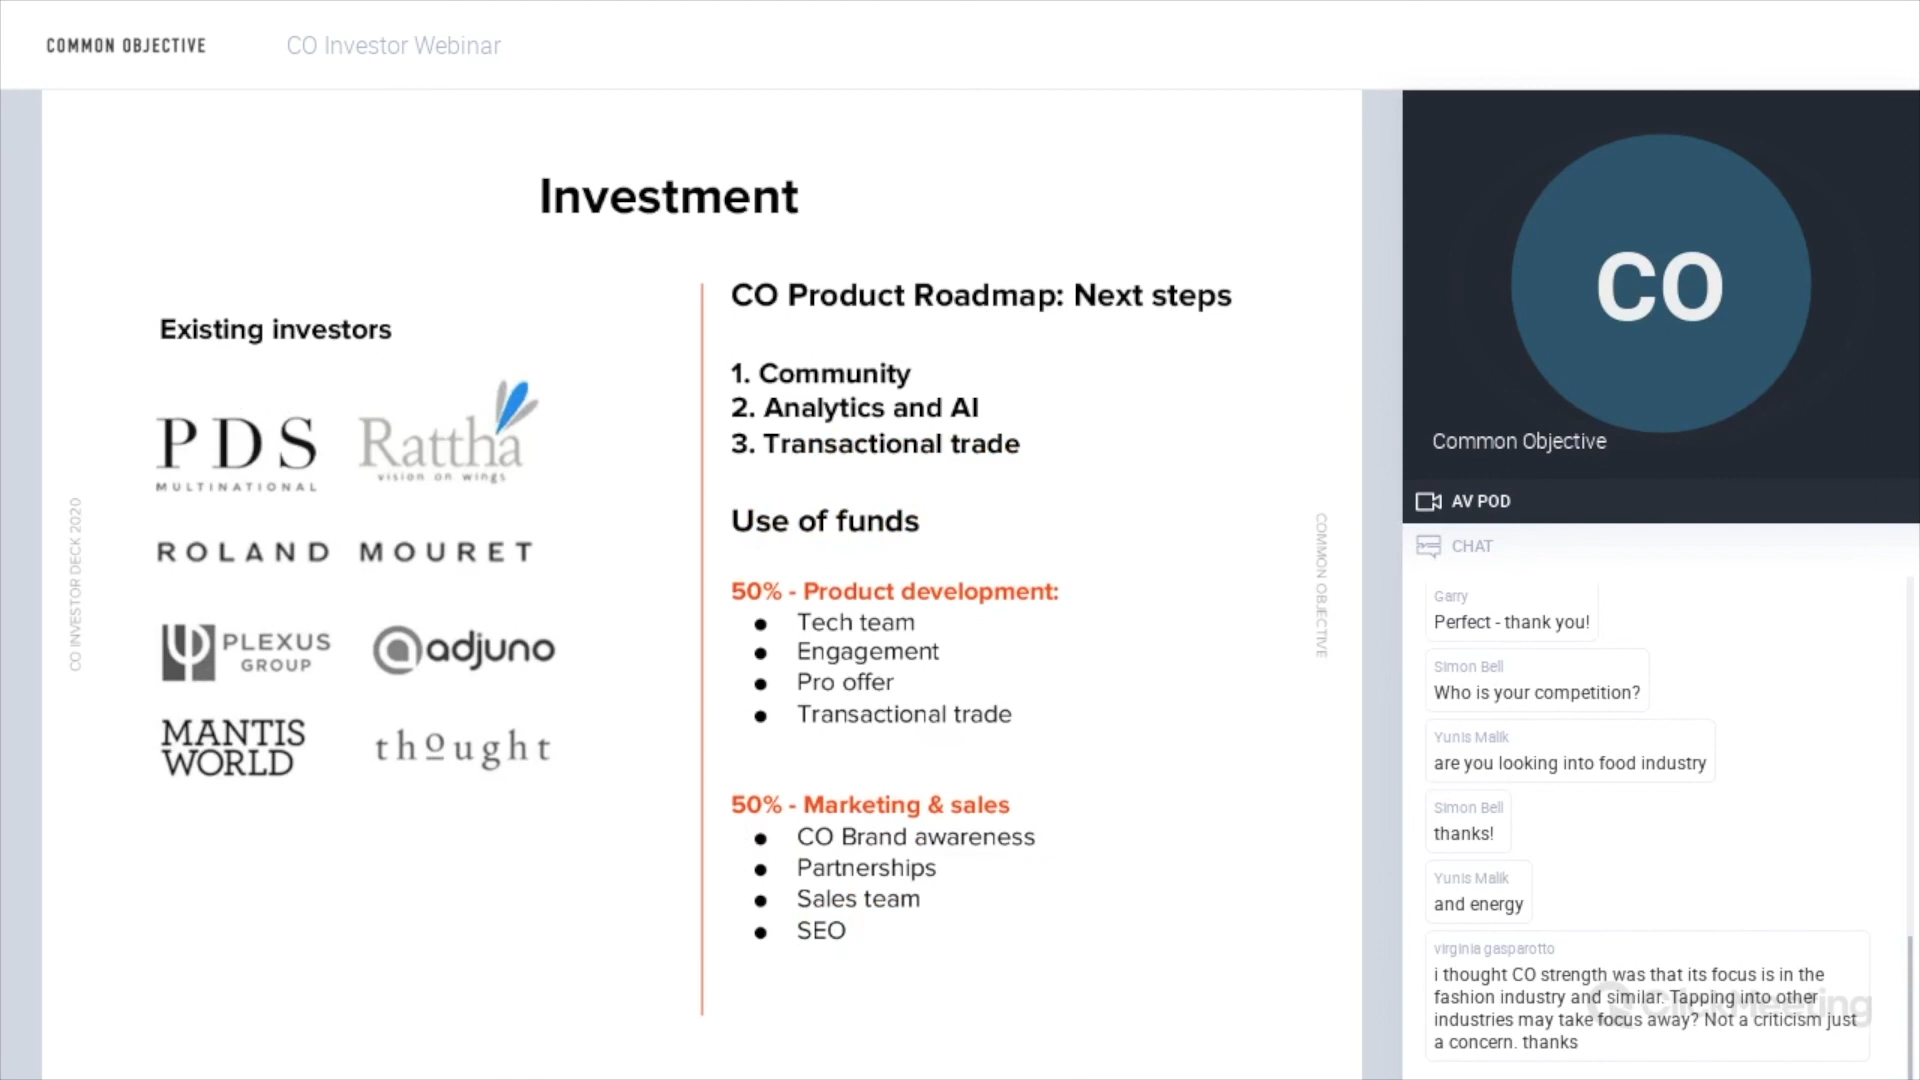 COMMON OBJECTIVE
CO Investor Webinar
Investment
Existing investors
PDS
MULTINATIONAL
Rattha
vision on wings
ROLAND MOURET
PLEXUS
GROUP
adjuno
MANTIS
WORLD
thought
CO INVESTOR DECK 2020
CO Product Roadmap: Next steps
1. Community
2. Analytics and AI
3. Transactional trade
Use of funds
50% - Product development:
● Tech team
● Engagement
● Pro offer
● Transactional trade
50% - Marketing & sales
● CO Brand awareness
● Partnerships
● Sales team
● SEO
COMMON OBJECTIVE
CO
Common Objective
AV POD
CHAT
Garry
Perfect - thank you!
Simon Bell
Who is your competition?
Yunis Malik
are you looking into food industry
Simon Bell
thanks!
Yunis Malik
and energy
virginia gasparotto
i thought CO strength was that its focus is in the
fashion industry and similar. Tapping into other
industries may take focus away? Not a criticism just
a concern. thanks
ClickMeeting